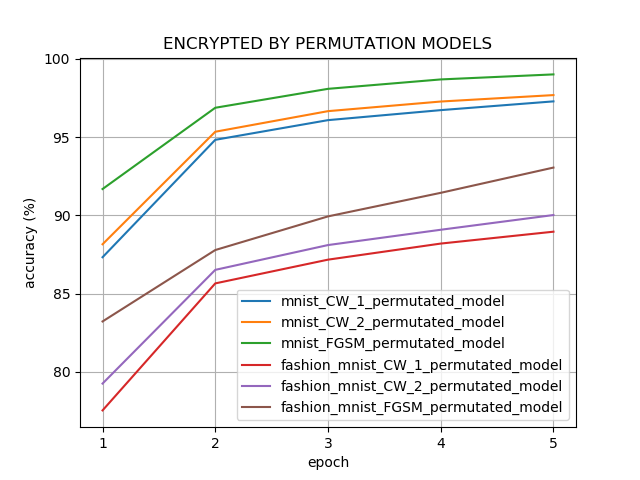 ENCRYPTED BY PERMUTATION MODELS
100
95
90
85
80
accuracy (%)
mnist_CW_1_permutated_model
mnist_CW_2_permutated_model
mnist_FGSM_permutated_model
fashion_mnist_CW_1_permutated_model
fashion_mnist_CW_2_permutated_model
fashion_mnist_FGSM_permutated_model
1 2 3 4 5
epoch